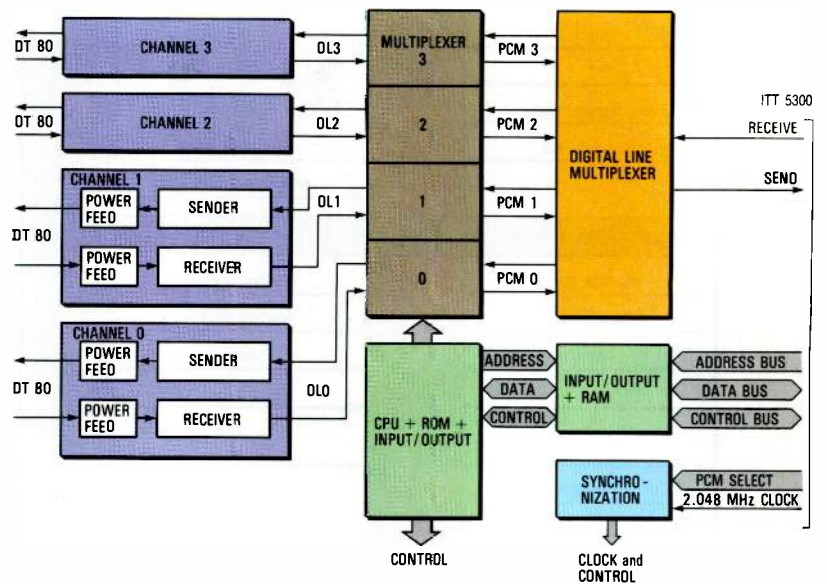 DT 80
CHANNEL 3
OL3
MULTIPLEXER
3
PCM 3
ITT 5300
DT 80
CHANNEL 2
OL2
2
PCM 2
DIGITAL LINE
MULTIPLEXER
RECEIVE
SEND
CHANNEL 1
DT 80
POWER
FEED
SENDER
POWER
FEED
RECEIVER
OL1
1
PCM 1
0
PCM 0
CHANNEL 0
DT 80
POWER
FEED
SENDER
POWER
FEED
RECEIVER
OL0
CPU + ROM +
INPUT/OUTPUT
ADDRESS
DATA
CONTROL
INPUT/OUTPUT
+ RAM
ADDRESS BUS
DATA BUS
CONTROL BUS
SYNCHRO-
NIZATION
PCM SELECT
2.048 MHz CLOCK
CONTROL
CLOCK and
CONTROL